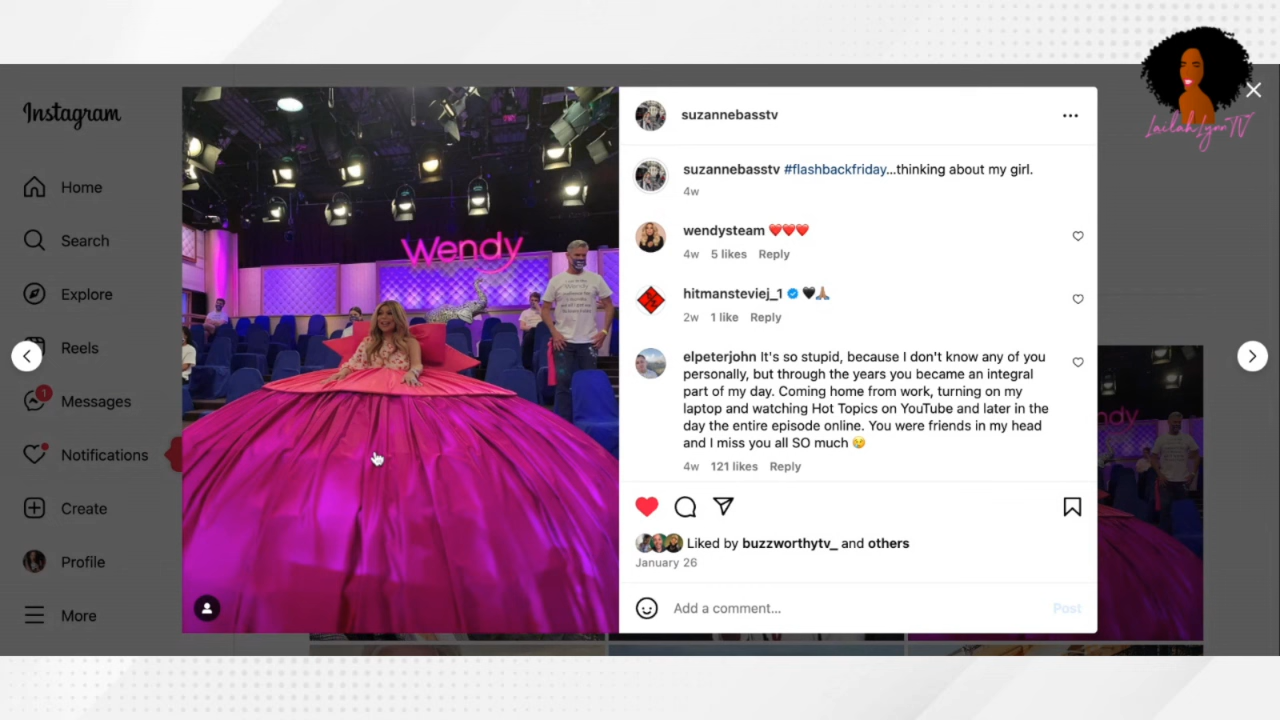 LailahLynnTV
Instagram
Home
Search
Explore
Reels
1
Messages
Notifications
Create
Profile
More
Wendy
suzannebasstv
suzannebasstv #flashbackfriday...thinking about my girl.
4w
wendysteam ❤️❤️❤️
4w 5 likes Reply
hitmansteviej_1 🖤🙏🏽
2w 1 like Reply
elpeterjohn It's so stupid, because I don't know any of you
personally, but through the years you became an integral
part of my day. Coming home from work, turning on my
laptop and watching Hot Topics on YouTube and later in the
day the entire episode online. You were friends in my head
and I miss you all SO much 😢
4w 121 likes Reply
Liked by buzzworthytv_ and others
January 26
Add a comment...
Post